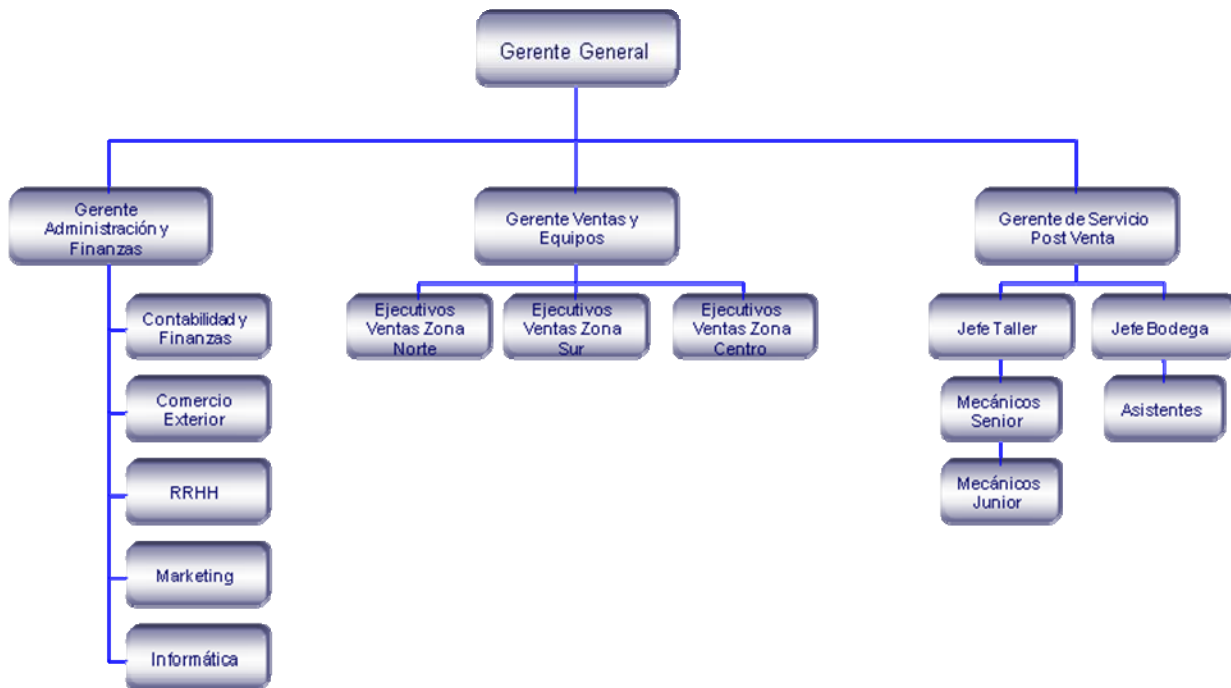 Gerente General
Gerente
Administración y
Finanzas
Gerente Ventas y
Equipos
Gerente de Servicio
Post Venta
Contabilidad y
Finanzas
Comercio
Exterior
RRHH
Marketing
Informática
Ejecutivos
Ventas Zona
Norte
Ejecutivos
Ventas Zona
Sur
Ejecutivos
Ventas Zona
Centro
Jefe Taller
Mecánicos
Senior
Mecánicos
Junior
Jefe Bodega
Asistentes